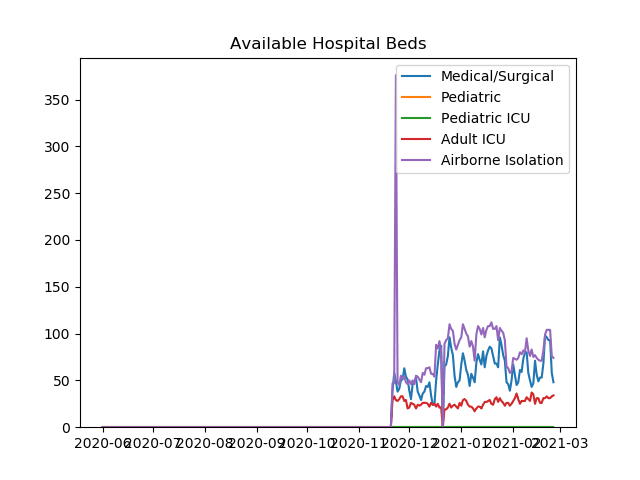 Available Hospital Beds
Medical/Surgical
Pediatric
Pediatric ICU
Adult ICU
Airborne Isolation
350
300
250
200
150
100
50
0
2020-06 2020-07 2020-08 2020-09 2020-10 2020-11 2020-12 2021-01 2021-02 2021-03